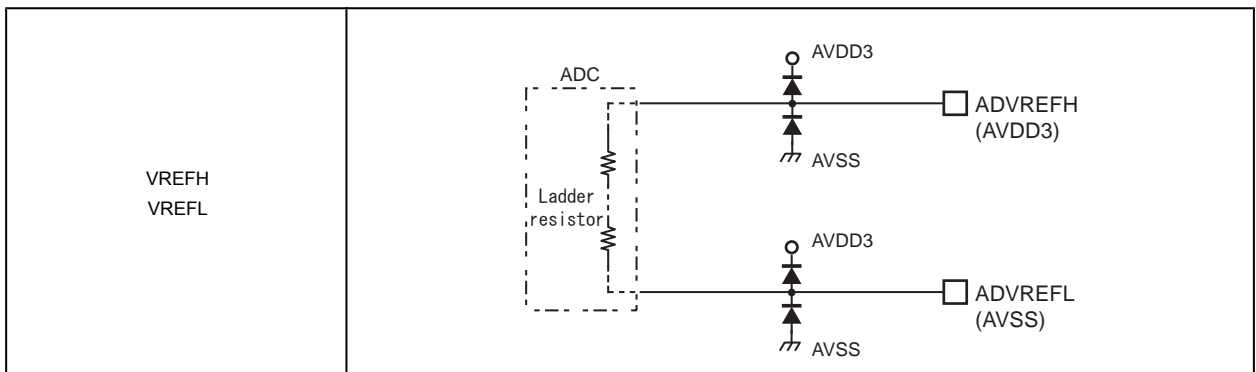 VREFH
VREFL
ADC
Ladder
resistor
AVDD3
AVSS
ADVREFH
(AVDD3)
AVDD3
AVSS
ADVREFL
(AVSS)